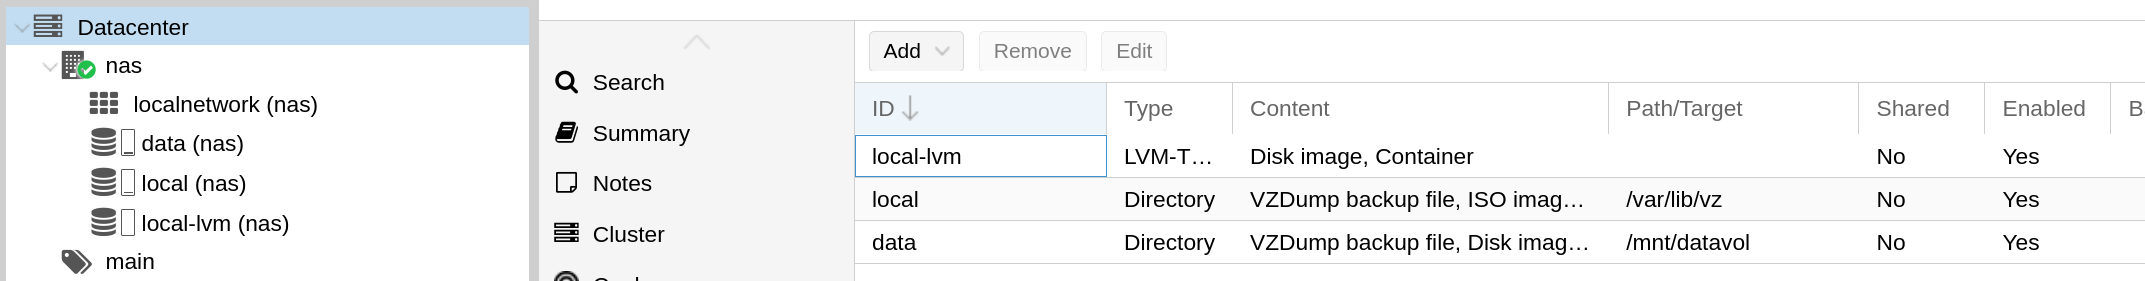 Datacenter
nas
localnetwork (nas)
data (nas)
local (nas)
local-lvm (nas)
main
Search
Summary
Notes
Cluster
Add Remove Edit
ID Type Content Path/Target Shared Enabled
local-lvm LVM-T… Disk image, Container No Yes
local Directory VZDump backup file, ISO imag… /var/lib/vz No Yes
data Directory VZDump backup file, Disk imag… /mnt/datavol No Yes